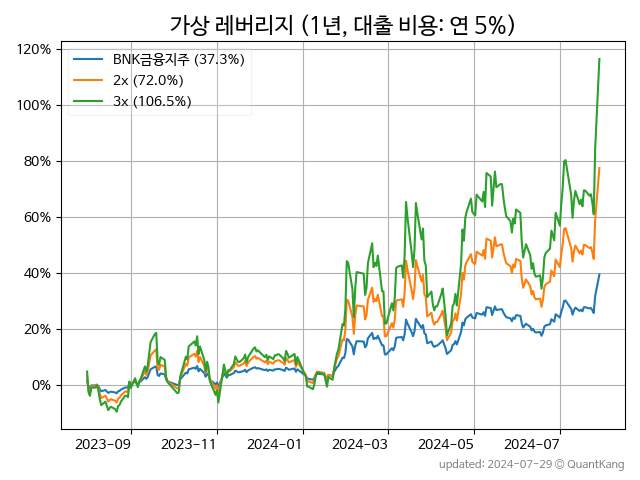 가상 레버리지 (1년, 대출 비용: 연 5%)
120%
100%
80%
60%
40%
20%
0%
BNK금융지주 (37.3%)
2x (72.0%)
3x (106.5%)
2023-09
2023-11
2024-01
2024-03
2024-05
2024-07
updated: 2024-07-29 © QuantKang